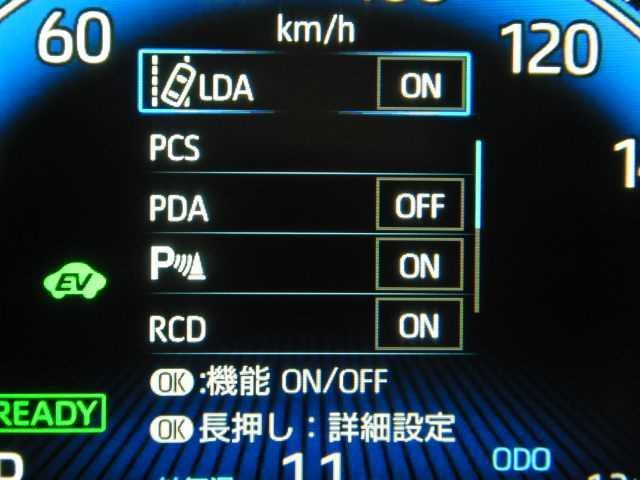 60
km/h
120
LDA ON
PCS
PDA OFF
P ON
EV
RCD ON
OK:機能 ON/OFF
READY
OK長押し:詳細設定
11
ODO